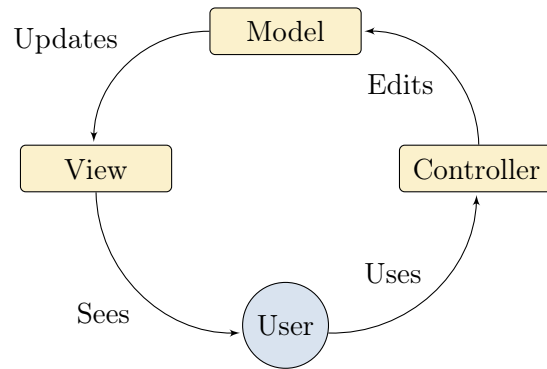 Model
Updates
Edits
View
Controller
Uses
Sees
User